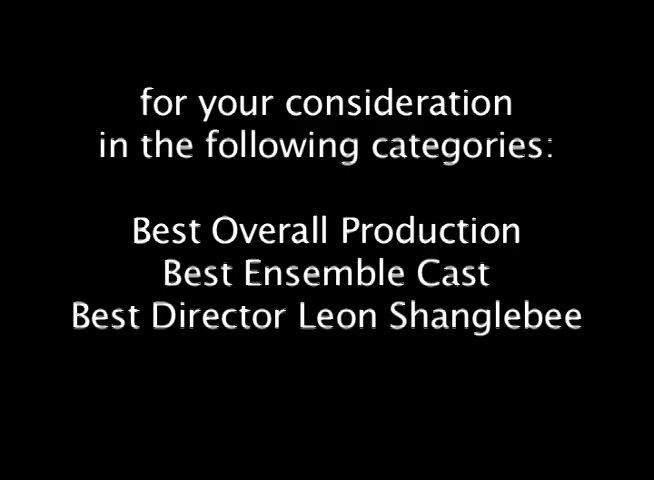 for your consideration
in the following categories:
Best Overall Production
Best Ensemble Cast
Best Director Leon Shanglebee